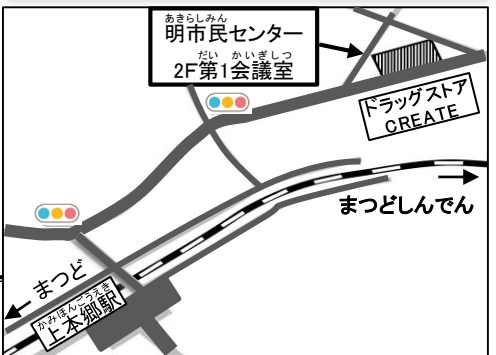 あきらしみん
明市民センター
だい かいぎしつ
2F第1会議室
ドラッグストア
CREATE
まつどしんでん
まつど
かみほんごうえき
上本郷駅